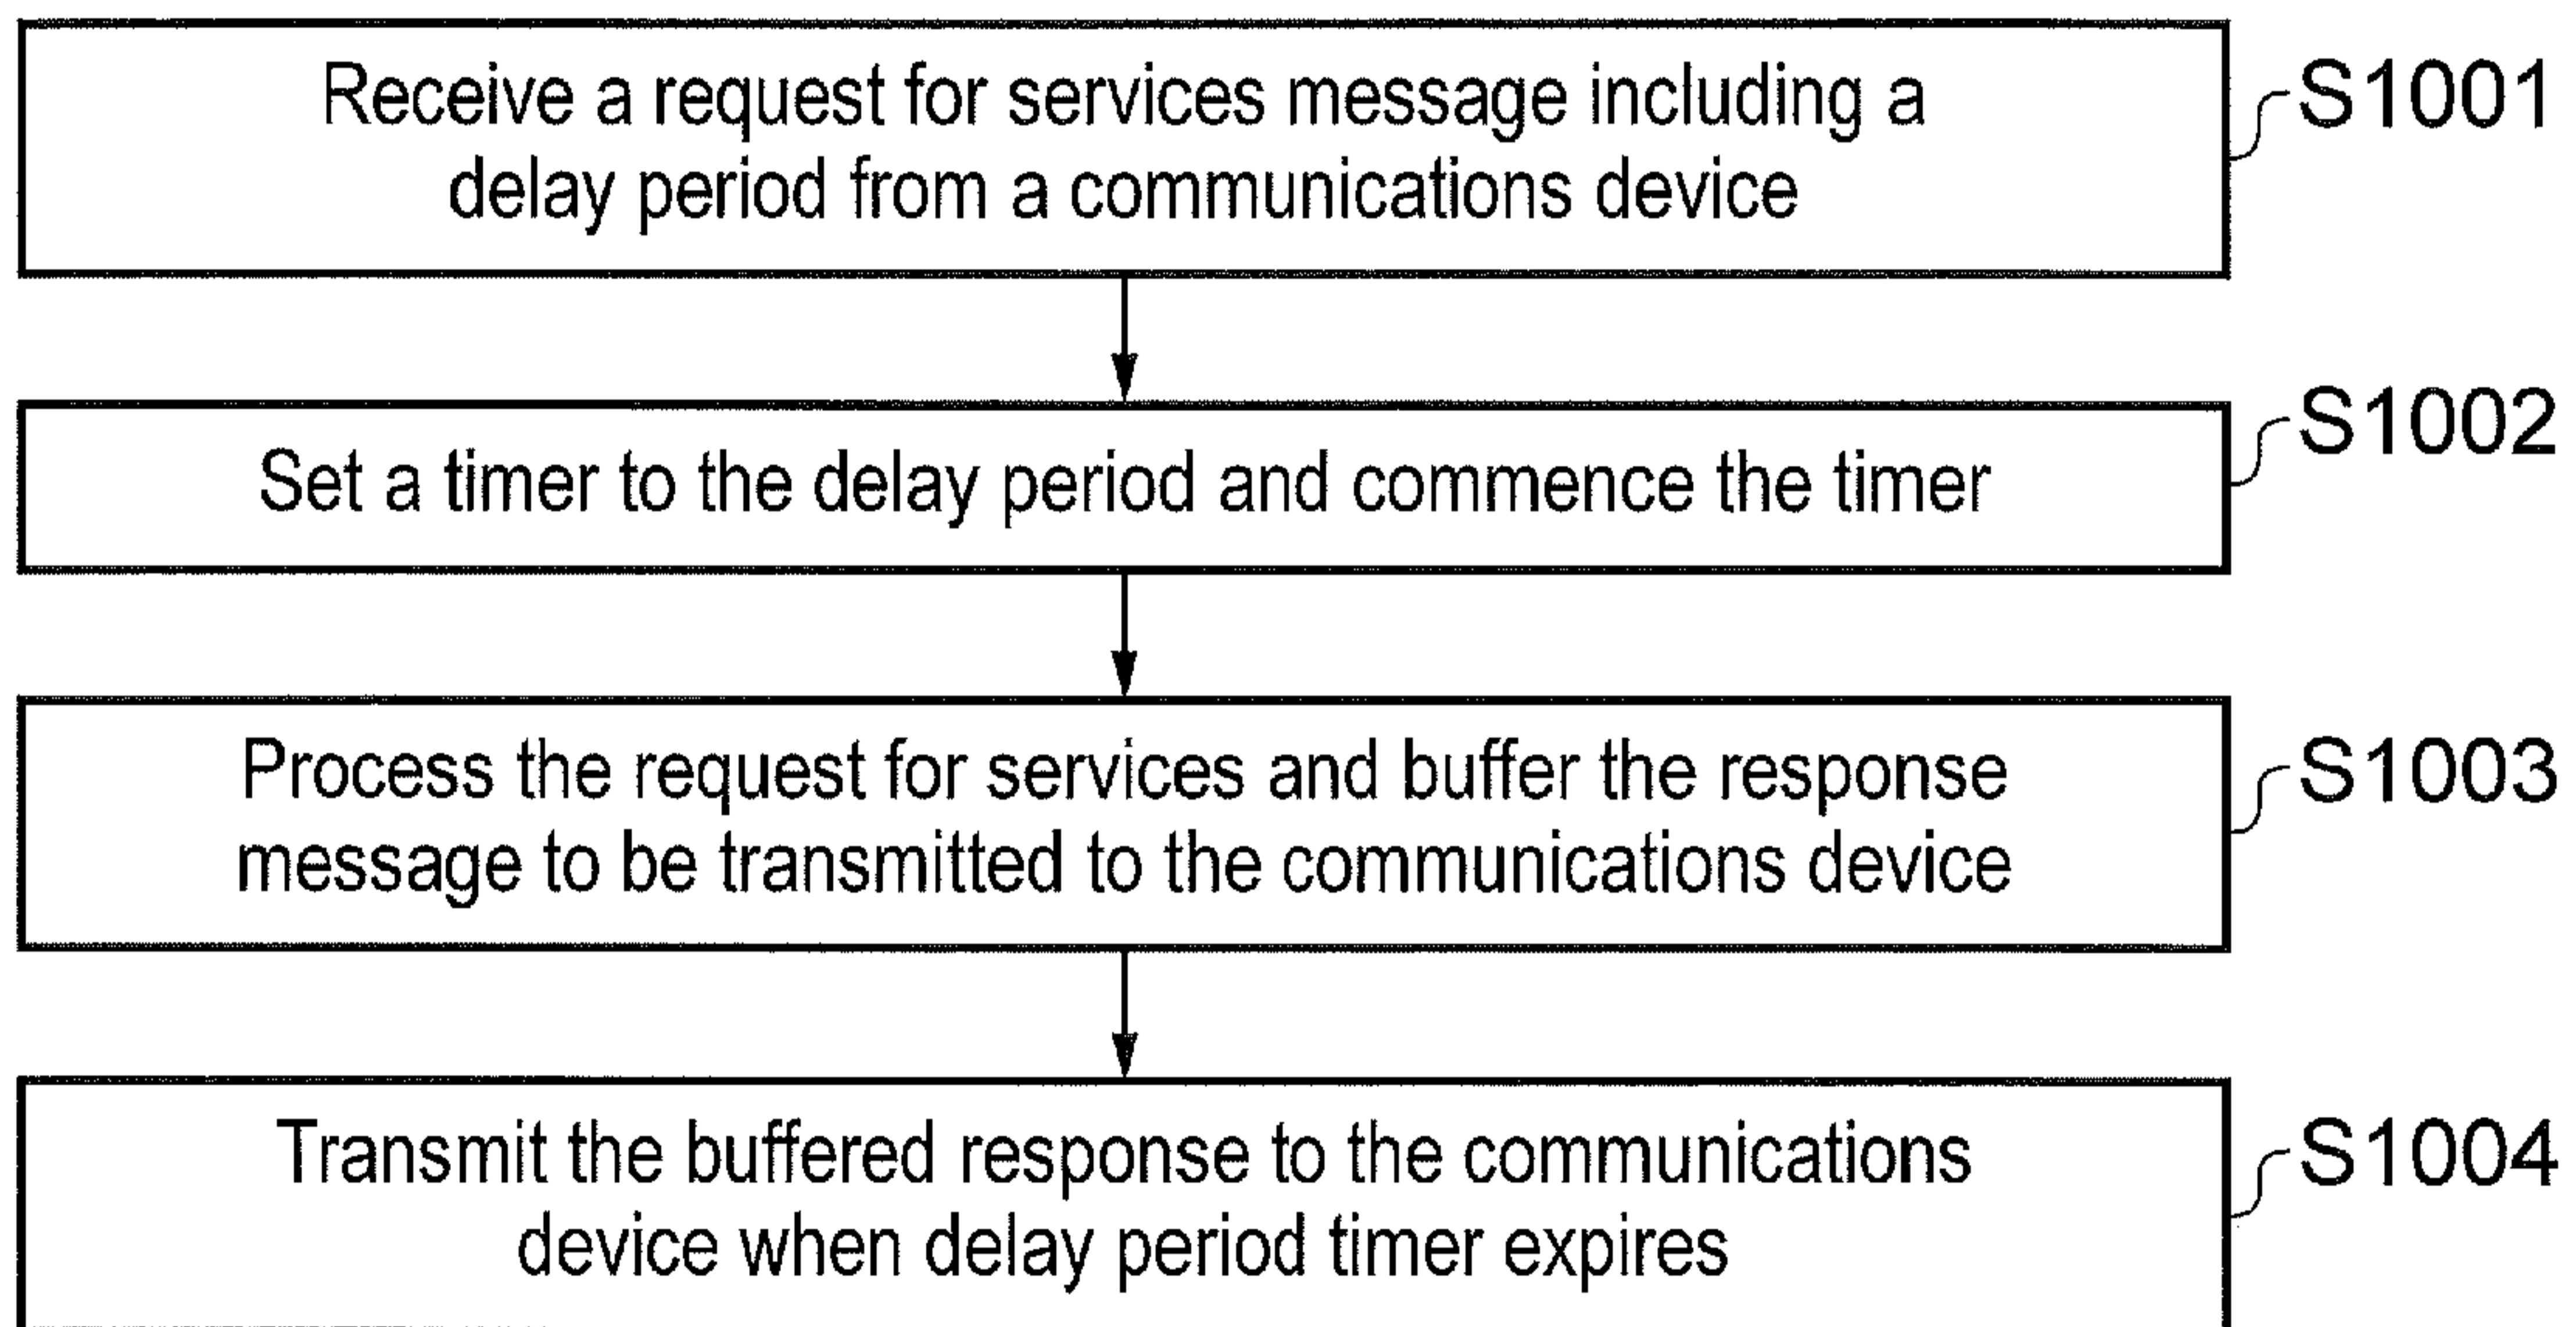 Receive a request for services message including a
delay period from a communications device
S1001
Set a timer to the delay period and commence the timer
S1002
Process the request for services and buffer the response
message to be transmitted to the communications device
S1003
Transmit the buffered response to the communications
device when delay period timer expires
S1004